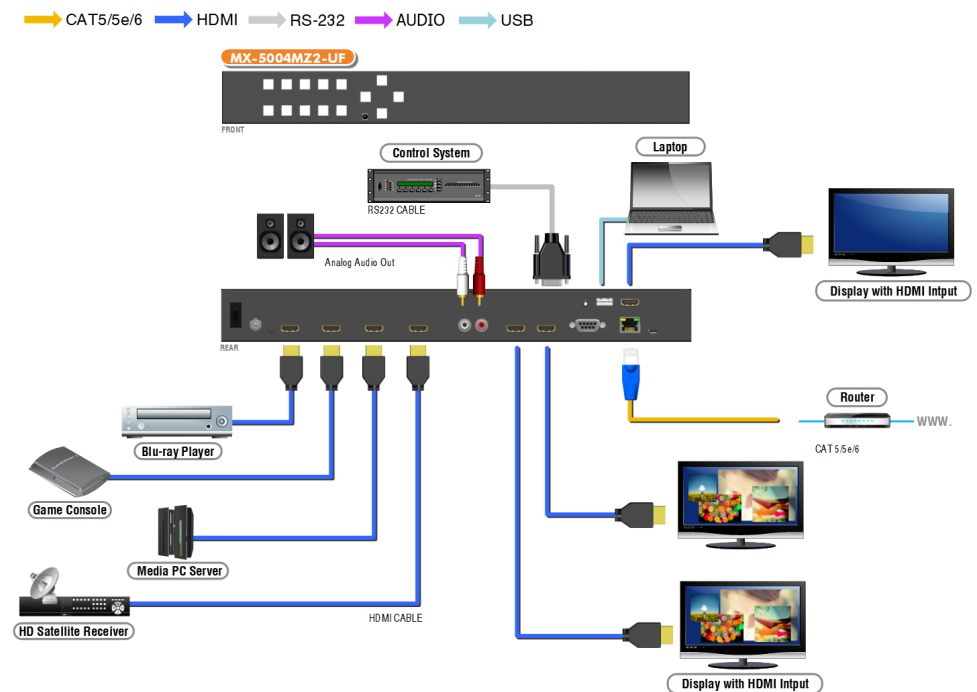 CAT5/5e/6 HDMI RS-232 AUDIO USB
MX-5004MZ2-UF
FRONT
Control System
Laptop
RS232 CABLE
Analog Audio Out
Display with HDMI Intput
REAR
Blu-ray Player
Router
WWW.
CAT 5/5e/6
Game Console
Media PC Server
HD Satellite Receiver
HDMI CABLE
Display with HDMI Intput